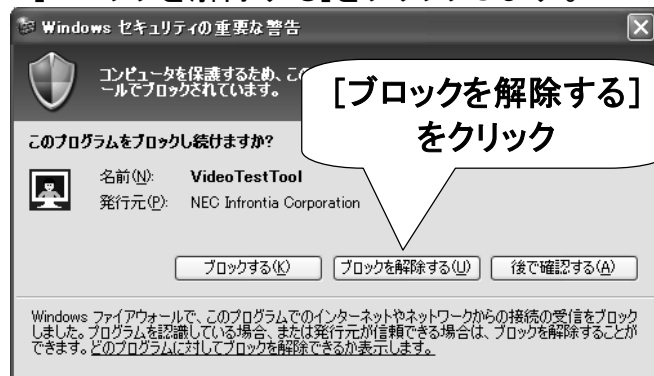 Windows セキュリティの重要な警告
コンピュータを保護するため、こ
ールでブロックされています。
[ブロックを解除する]
をクリック
このプログラムをブロックし続けますか?
名前(N): VideoTestTool
発行元(P): NEC Infrontia Corporation
ブロックする(K) ブロックを解除する(U) 後で確認する(A)
Windows ファイアウォールで、このプログラムでのインターネットやネットワークからの接続の受信をブロック
しました。プログラムを認識している場合、または発行元が信頼できる場合は、ブロックを解除することが
できます。どのプログラムに対してブロックを解除できるか表示します。